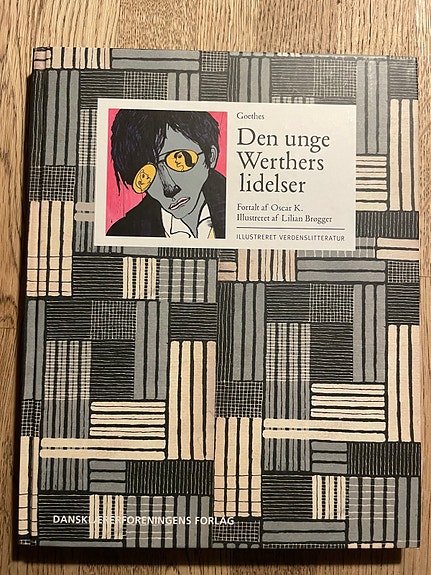 Goethes
Den unge
Werthers
lidelser
Fortalt af Oscar K.
Illustreret af Lilian Brøgger
ILLUSTRERET VERDENSLITTERATUR
DANSKLÆRERFORENINGENS FORLAG